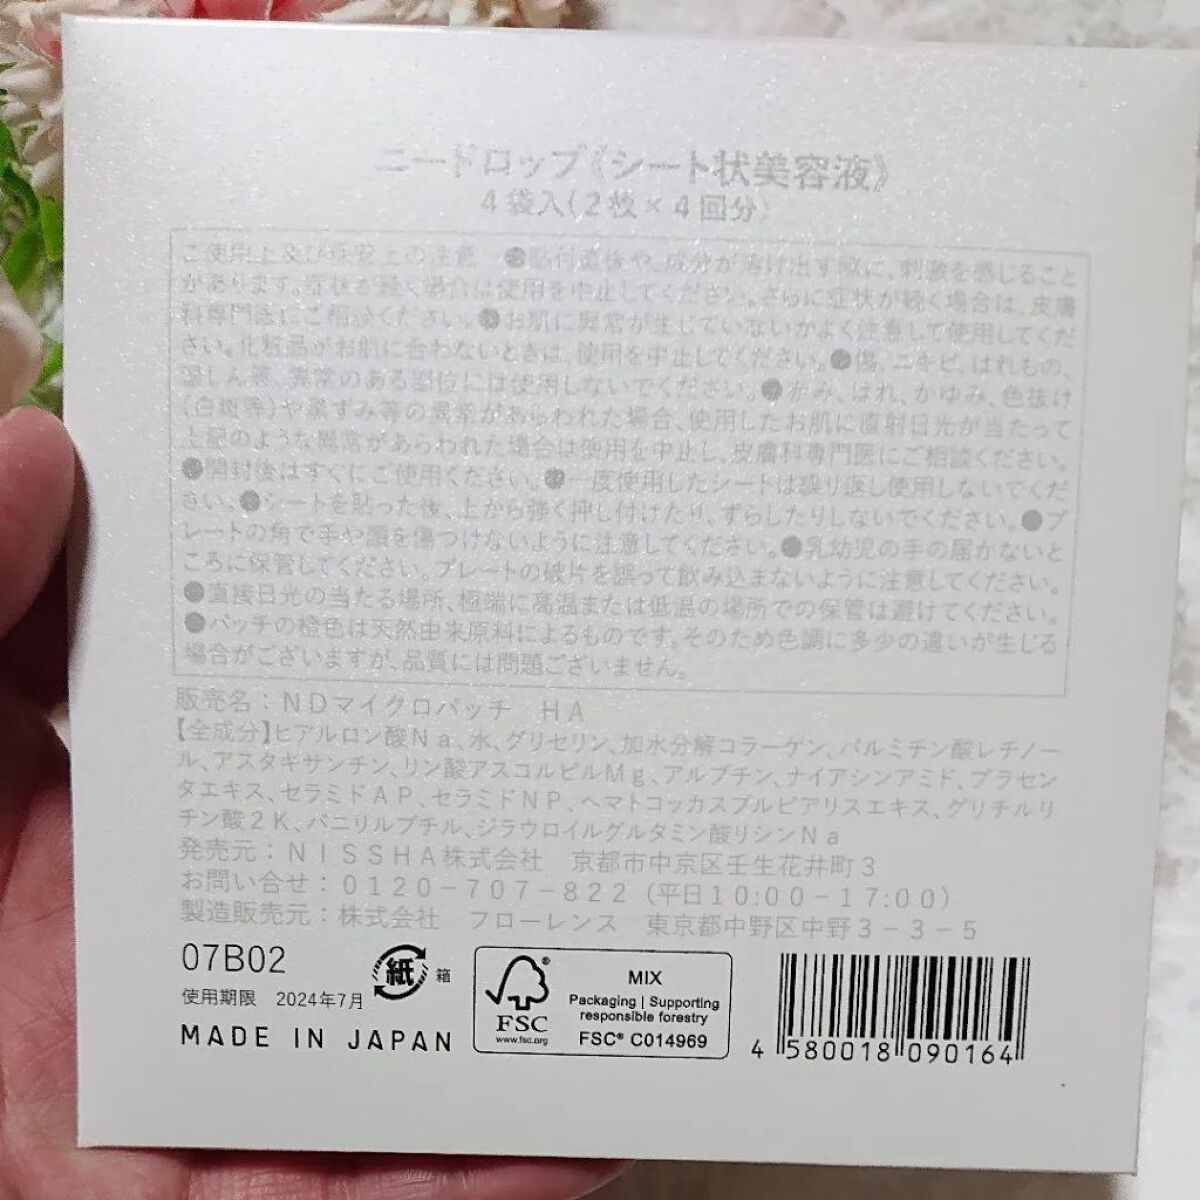 ニードロップ《シート状美容液》
4袋入(2枚×4回分)
ご使用上及び保管上の注意 ●貼付直後や、成分が溶け出す際に、刺激を感じること
があります。症状が続く場合は使用を中止してください。さらに症状が続く場合は、皮膚
科専門医にご相談ください。●お肌に異常が生じていないかよく注意して使用してくだ
さい。化粧品がお肌に合わないときは、使用を中止してください。●傷、ニキビ、はれもの、
湿しん等、異常のある部位には使用しないでください。●赤み、はれ、かゆみ、色抜け
(白斑等)や黒ずみ等の異常があらわれた場合、使用したお肌に直射日光が当たって
上記のような異常があらわれた場合は使用を中止し、皮膚科専門医にご相談ください。
●開封後はすぐにご使用ください。●一度使用したシートは繰り返し使用しないでくだ
さい。●シートを貼った後、上から強く押し付けたり、ずらしたりしないでください。●プ
レートの角で手や顔を傷つけないように注意してください。●乳幼児の手の届かないと
ころに保管してください。プレートの破片を誤って飲み込まないように注意してください。
●直接日光の当たる場所、極端に高温または低温の場所での保管は避けてください。
●パッチの橙色は天然由来原料によるものです。そのため色調に多少の違いが生じる
場合がございますが、品質には問題ございません。
販売名：NDマイクロパッチ HA
【全成分】ヒアルロン酸Na、水、グリセリン、加水分解コラーゲン、パルミチン酸レチノー
ル、アスタキサンチン、リン酸アスコルビルMg、アルブチン、ナイアシンアミド、プラセン
タエキス、セラミドAP、セラミドNP、ヘマトコッカスプルビアリスエキス、グリチルリ
チン酸2K、バニリルブチル、ジラウロイルグルタミン酸リシンNa
発売元：NISSHA株式会社 京都市中京区壬生花井町3
お問い合せ：0120-707-822（平日10:00-17:00）
製造販売元：株式会社 フローレンス 東京都中野区中野3-3-5
07B02
使用期限 2024年7月
MADE IN JAPAN
紙 箱
FSC
www.fsc.org
MIX
Packaging | Supporting
responsible forestry
FSC® C014969
4 580018 090164